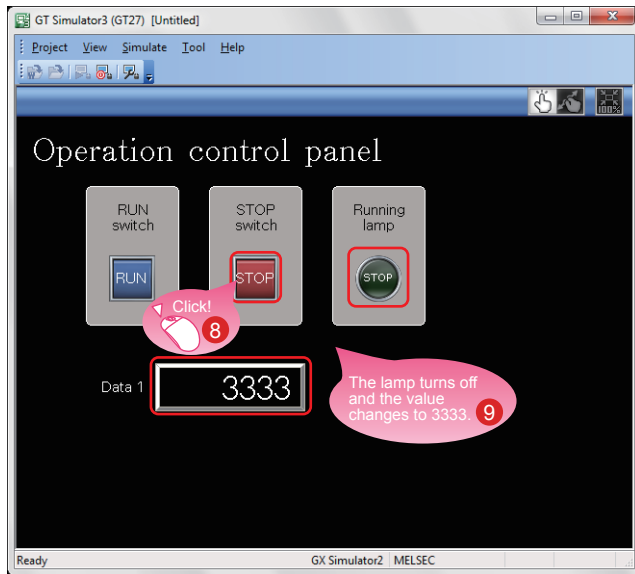 GT Simulator3 (GT27) [Untitled]
Project View Simulate Tool Help
100%
Operation control panel
RUN
switch
STOP
switch
Running
lamp
RUN
STOP
STOP
Click!
8
Data 1
3333
The lamp turns off
and the value
changes to 3333.
9
Ready
GX Simulator2 MELSEC